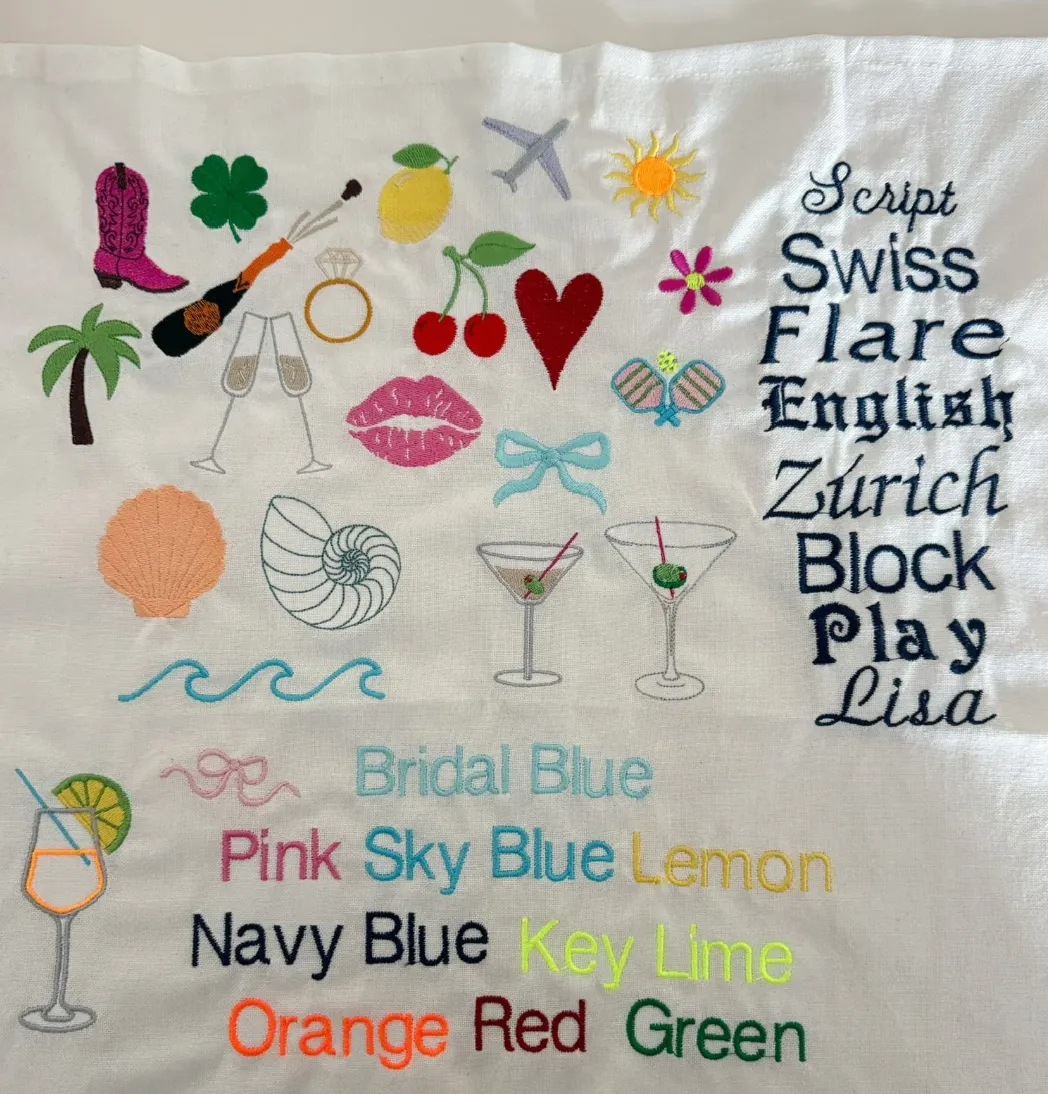 Script
Swiss
Flare
English
Zurich
Block
Play
Lisa
Bridal Blue
Pink Sky Blue Lemon
Navy Blue Key Lime
Orange Red Green